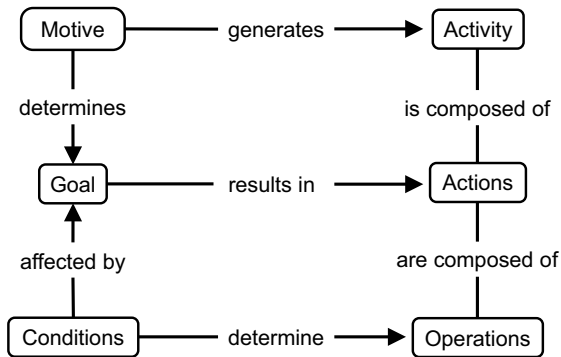 Motive generates Activity
determines is composed of
Goal results in Actions
affected by are composed of
Conditions determine Operations